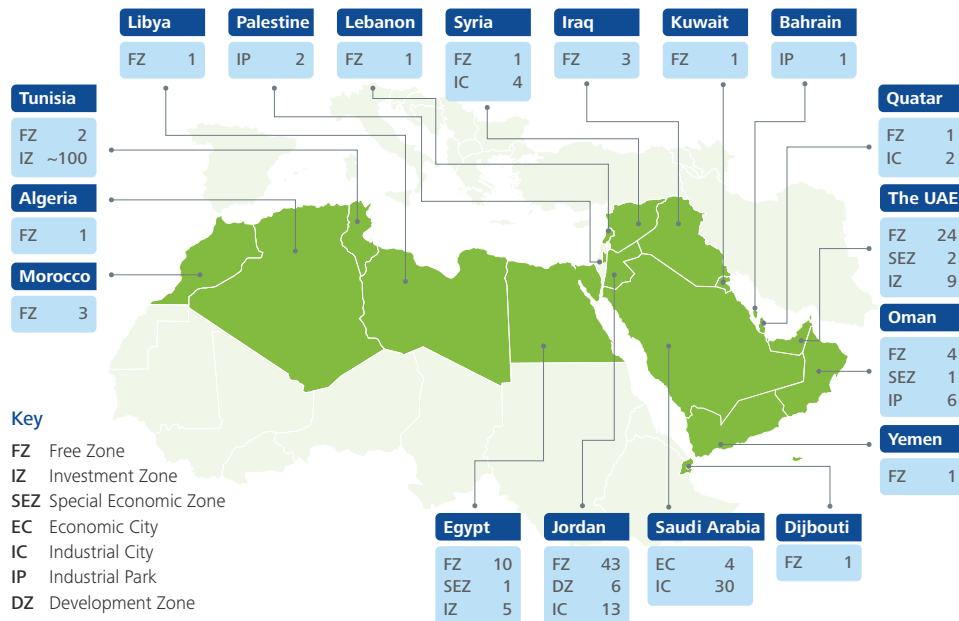 Libya
FZ 1
Palestine
IP 2
Lebanon
FZ 1
Syria
FZ 1
IC 4
Iraq
FZ 3
Kuwait
FZ 1
Bahrain
IP 1
Tunisia
FZ 2
IZ ~100
Algeria
FZ 1
Morocco
FZ 3
Quatar
FZ 1
IC 2
The UAE
FZ 24
SEZ 2
IZ 9
Oman
FZ 4
SEZ 1
IP 6
Yemen
FZ 1
Key
FZ Free Zone
IZ Investment Zone
SEZ Special Economic Zone
EC Economic City
IC Industrial City
IP Industrial Park
DZ Development Zone
Egypt
FZ 10
SEZ 1
IZ 5
Jordan
FZ 43
DZ 6
IC 13
Saudi Arabia
EC 4
IC 30
Dijbouti
FZ 1